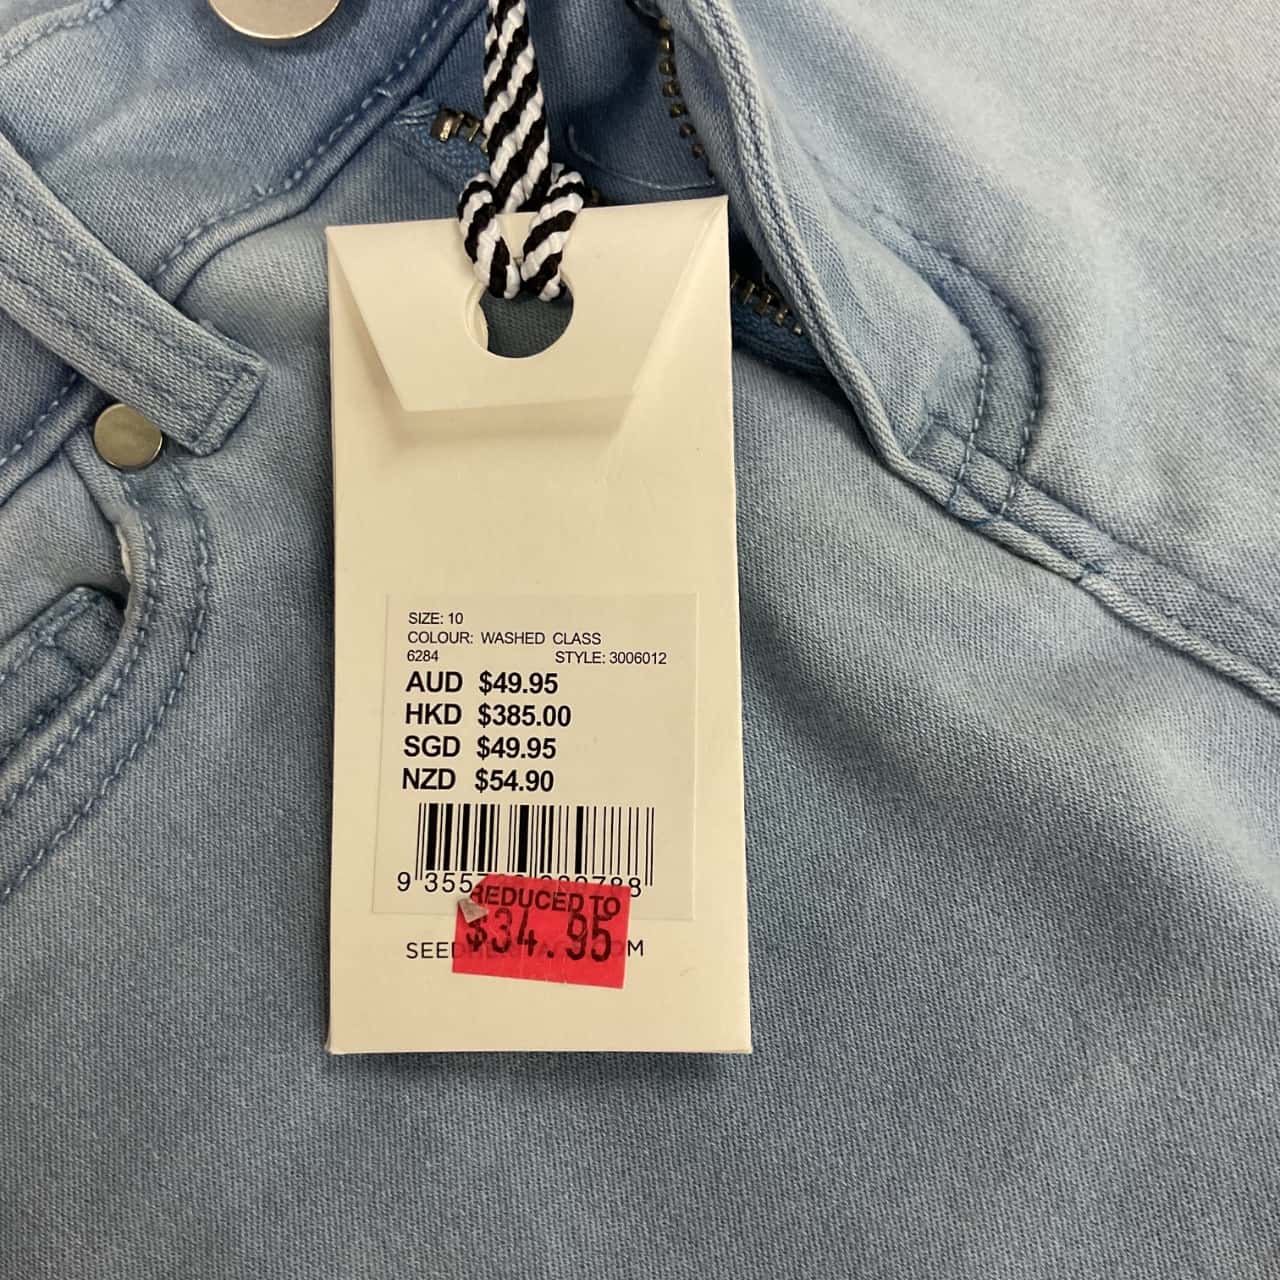 SIZE: 10
COLOUR: WASHED CLASS
6284 STYLE: 3006012
AUD $49.95
HKD $385.00
SGD $49.95
NZD $54.90
REDUCED TO
$34.95